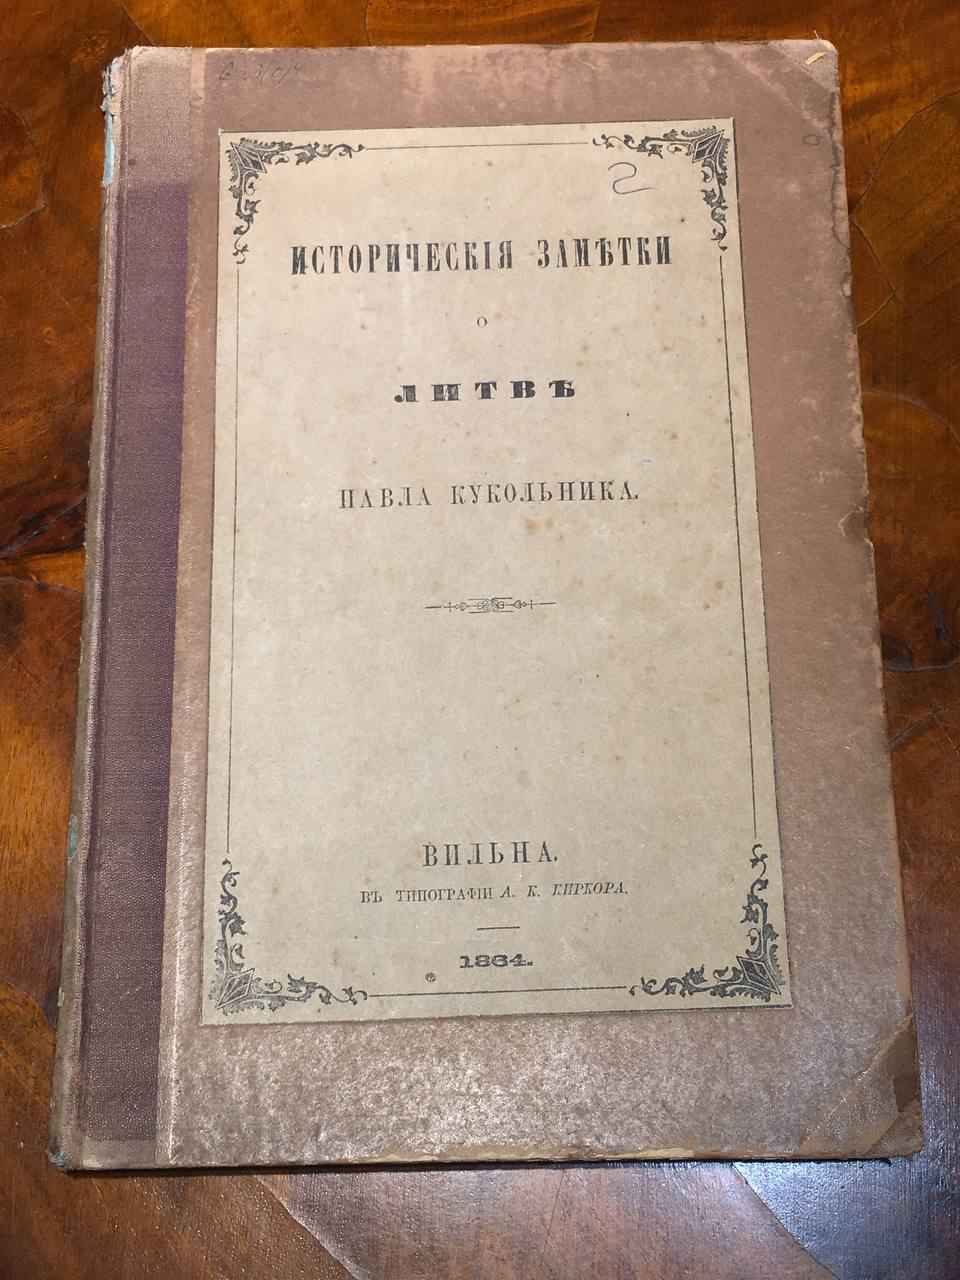 ИСТОРИЧЕСКІЯ ЗАМѢТКИ
О
ЛИТВѢ
ПАВЛА КУКОЛЬНИКА.
ВИЛЬНА.
ВЪ ТИПОГРАФІИ А. К. КИРКОРА.
1864.